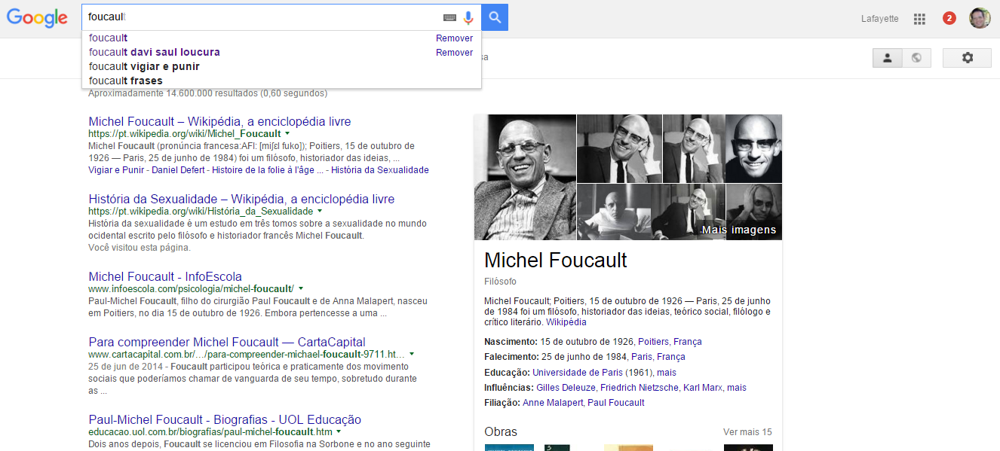 Google
foucault
Lafayette
2
foucault Remover
foucault davi saul loucura Remover
foucault vigiar e punir
foucault frases
sa
Aproximadamente 14.600.000 resultados (0,60 segundos)
Michel Foucault – Wikipédia, a enciclopédia livre
https://pt.wikipedia.org/wiki/Michel_Foucault
Michel Foucault (pronúncia francesa:AFI: [miʃɛl fuko]); Poitiers, 15 de outubro de
1926 — Paris, 25 de junho de 1984) foi um filósofo, historiador das ideias, ...
Vigiar e Punir - Daniel Defert - Histoire de la folie à l'âge ... - História da Sexualidade
História da Sexualidade – Wikipédia, a enciclopédia livre
https://pt.wikipedia.org/wiki/História_da_Sexualidade
História da sexualidade é um estudo em três tomos sobre a sexualidade no mundo
ocidental escrito pelo filósofo e historiador francês Michel Foucault.
Você visitou esta página.
Michel Foucault - InfoEscola
www.infoescola.com/psicologia/michel-foucault/
Paul-Michel Foucault, filho do cirurgião Paul Foucault e de Anna Malapert, nasceu
em Poitiers, no dia 15 de outubro de 1926. Embora pertencesse a uma ...
Para compreender Michel Foucault — CartaCapital
www.cartacapital.com.br/.../para-compreender-michael-foucault-9711.ht...
25 de jun de 2014 - Foucault participou teórica e praticamente dos movimento
sociais que poderíamos chamar de vanguarda de seu tempo, sobretudo durante
as ...
Paul-Michel Foucault - Biografias - UOL Educação
educacao.uol.com.br/biografias/paul-michel-foucault.htm
Dois anos depois, Foucault se licenciou em Filosofia na Sorbone e no ano seguinte
Mais imagens
Michel Foucault
Filósofo
Michel Foucault; Poitiers, 15 de outubro de 1926 — Paris, 25 de junho
de 1984 foi um filósofo, historiador das ideias, teórico social, filólogo e
crítico literário. Wikipédia
Nascimento: 15 de outubro de 1926, Poitiers, França
Falecimento: 25 de junho de 1984, Paris, França
Educação: Universidade de Paris (1961), mais
Influências: Gilles Deleuze, Friedrich Nietzsche, Karl Marx, mais
Filiação: Anne Malapert, Paul Foucault
Obras Ver mais 15